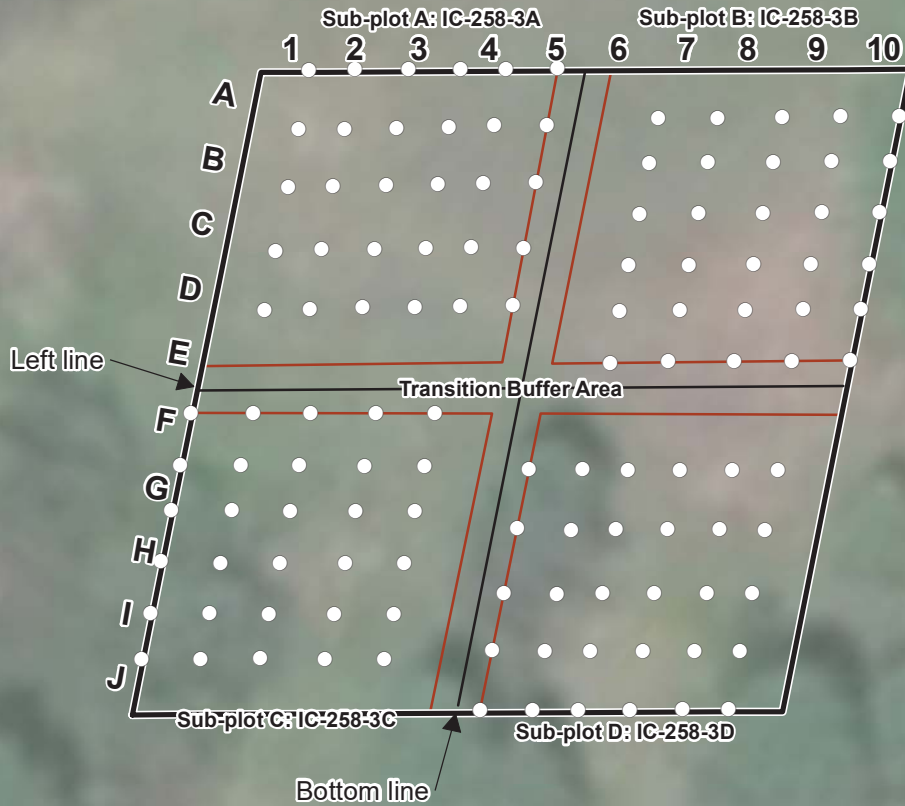 Sub-plot A: IC-258-3A Sub-plot B: IC-258-3B
1 2 3 4 5 6 7 8 9 10
A
B
C
D
E
Left line
Transition Buffer Area
F
G
H
I
J
Sub-plot C: IC-258-3C
Sub-plot D: IC-258-3D
Bottom line